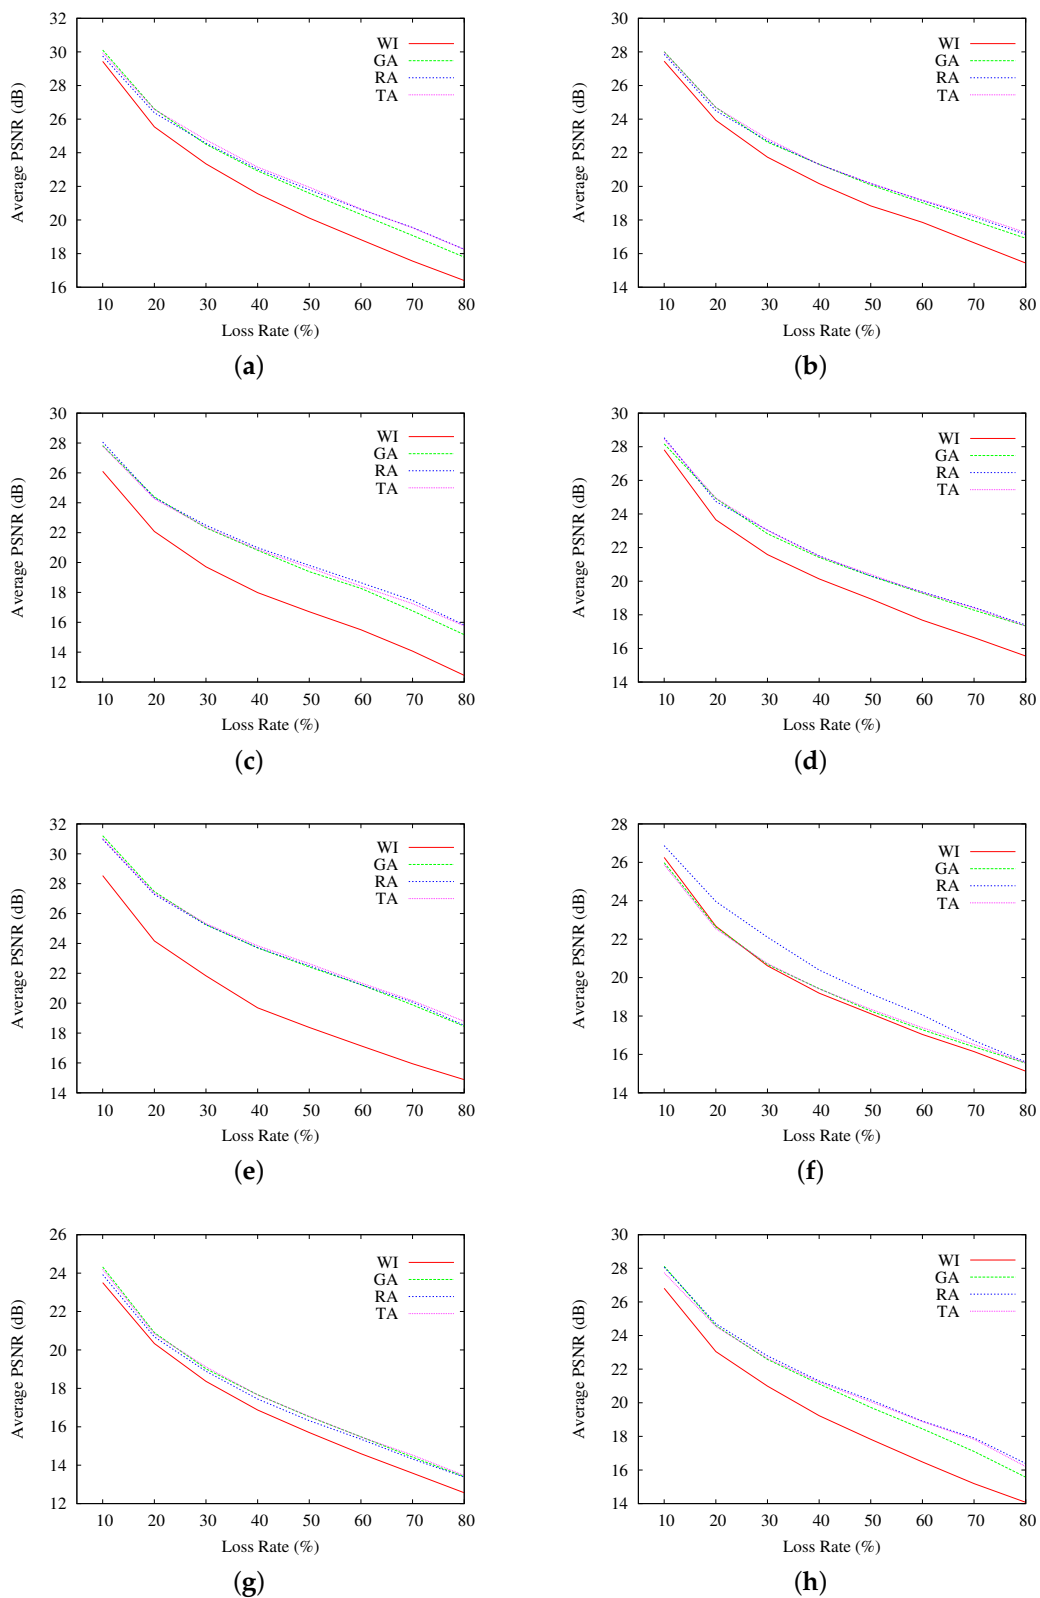 32
30
28
26
24
22
20
18
16
Average PSNR (dB)
WI
GA
RA
TA
10 20 30 40 50 60 70 80
Loss Rate (%)
(a)
30
28
26
24
22
20
18
16
14
Average PSNR (dB)
WI
GA
RA
TA
10 20 30 40 50 60 70 80
Loss Rate (%)
(b)
30
28
26
24
22
20
18
16
14
12
Average PSNR (dB)
WI
GA
RA
TA
10 20 30 40 50 60 70 80
Loss Rate (%)
(c)
30
28
26
24
22
20
18
16
14
Average PSNR (dB)
WI
GA
RA
TA
10 20 30 40 50 60 70 80
Loss Rate (%)
(d)
32
30
28
26
24
22
20
18
16
14
Average PSNR (dB)
WI
GA
RA
TA
10 20 30 40 50 60 70 80
Loss Rate (%)
(e)
28
26
24
22
20
18
16
14
Average PSNR (dB)
WI
GA
RA
TA
10 20 30 40 50 60 70 80
Loss Rate (%)
(f)
26
24
22
20
18
16
14
12
Average PSNR (dB)
WI
GA
RA
TA
10 20 30 40 50 60 70 80
Loss Rate (%)
(g)
30
28
26
24
22
20
18
16
14
Average PSNR (dB)
WI
GA
RA
TA
10 20 30 40 50 60 70 80
Loss Rate (%)
(h)